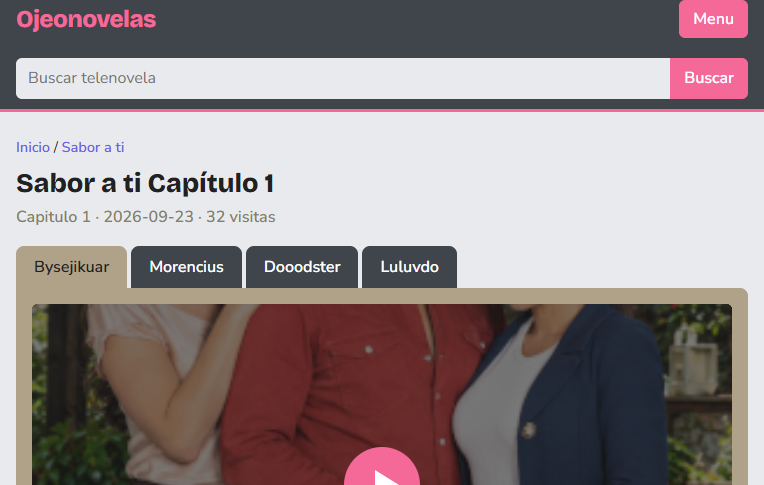 Ojeonovelas
Menu
Buscar telenovela
Buscar
Inicio / Sabor a ti
Sabor a ti Capítulo 1
Capitulo 1 · 2026-09-23 · 32 visitas
Bysejikuar
Morencius
Dooodster
Luluvdo